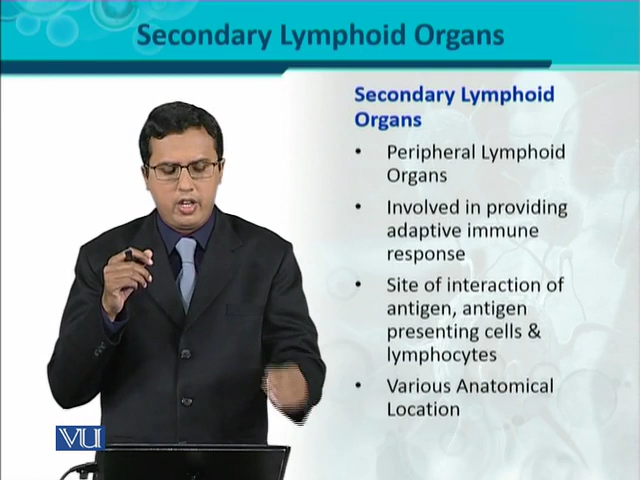 Secondary Lymphoid Organs
Secondary Lymphoid
Organs
• Peripheral Lymphoid
Organs
• Involved in providing
adaptive immune
response
• Site of interaction of
antigen, antigen
presenting cells &
lymphocytes
• Various Anatomical
Location
VU